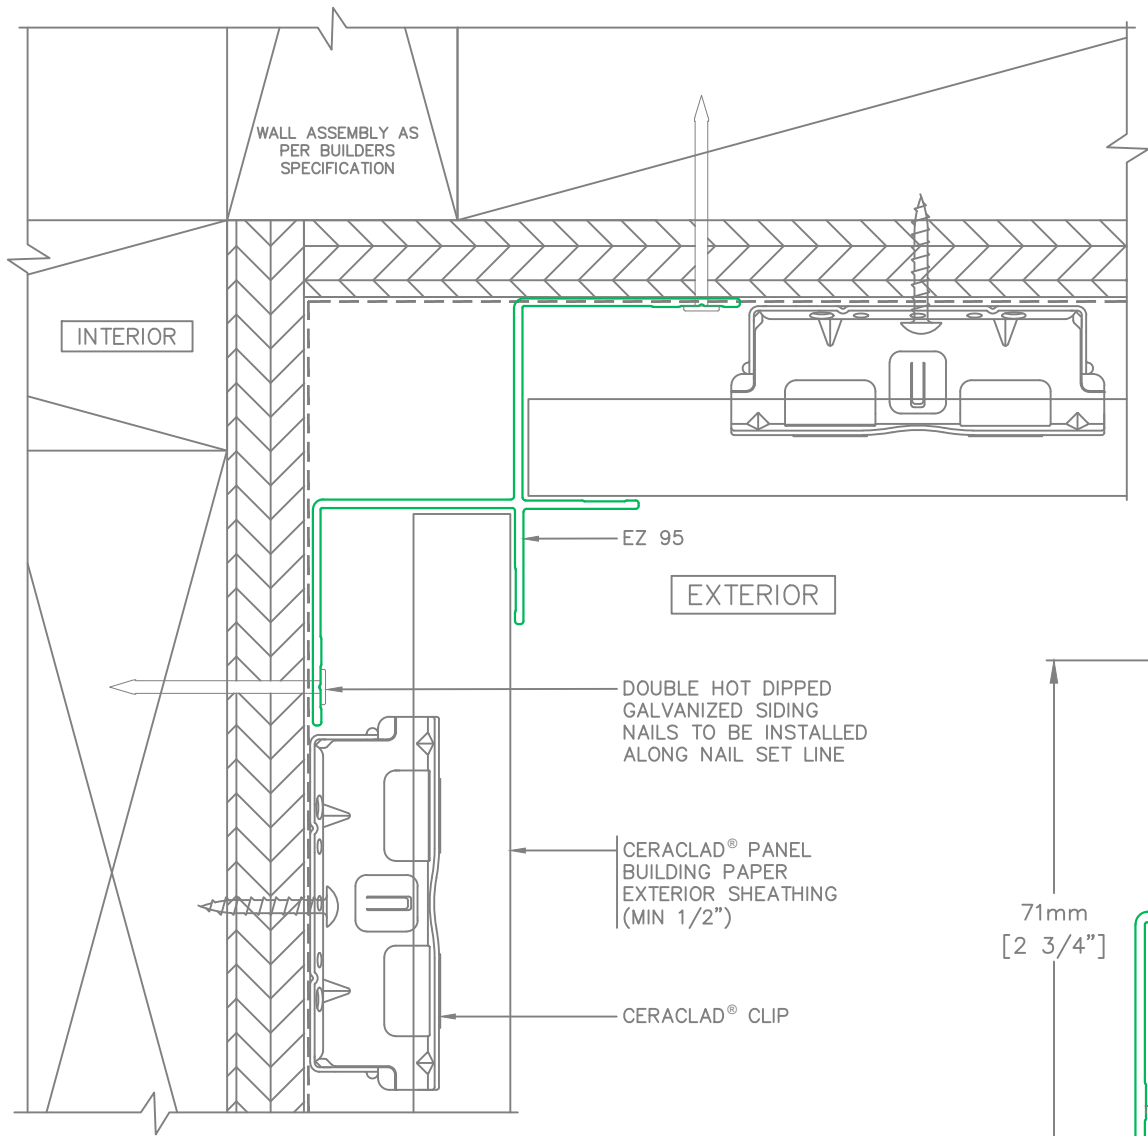 WALL ASSEMBLY AS
PER BUILDERS
SPECIFICATION
INTERIOR
EZ 95
EXTERIOR
DOUBLE HOT DIPPED
GALVANIZED SIDING
NAILS TO BE INSTALLED
ALONG NAIL SET LINE
CERACLAD® PANEL
BUILDING PAPER
EXTERIOR SHEATHING
(MIN 1/2”)
CERACLAD® CLIP
71mm
[2 3/4”]